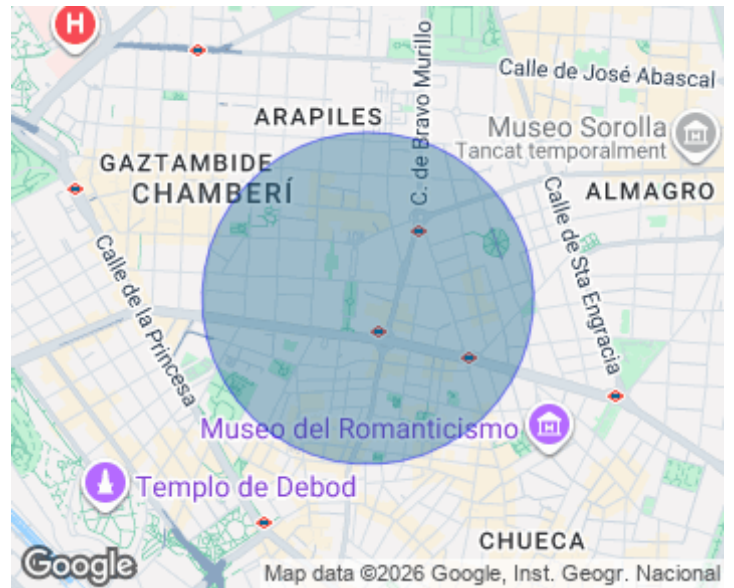 H
Calle de José Abascal
C. de Bravo Murillo
ARAPILES
Museo Sorolla
Tancat temporalment
GAZTAMBIDE
CHAMBERÍ
ALMAGRO
Calle de Sta Engracia
Calle de la Princesa
Museo del Romanticismo
Templo de Debod
CHUECA
Google
Map data ©2026 Google, Inst. Geogr. Nacional